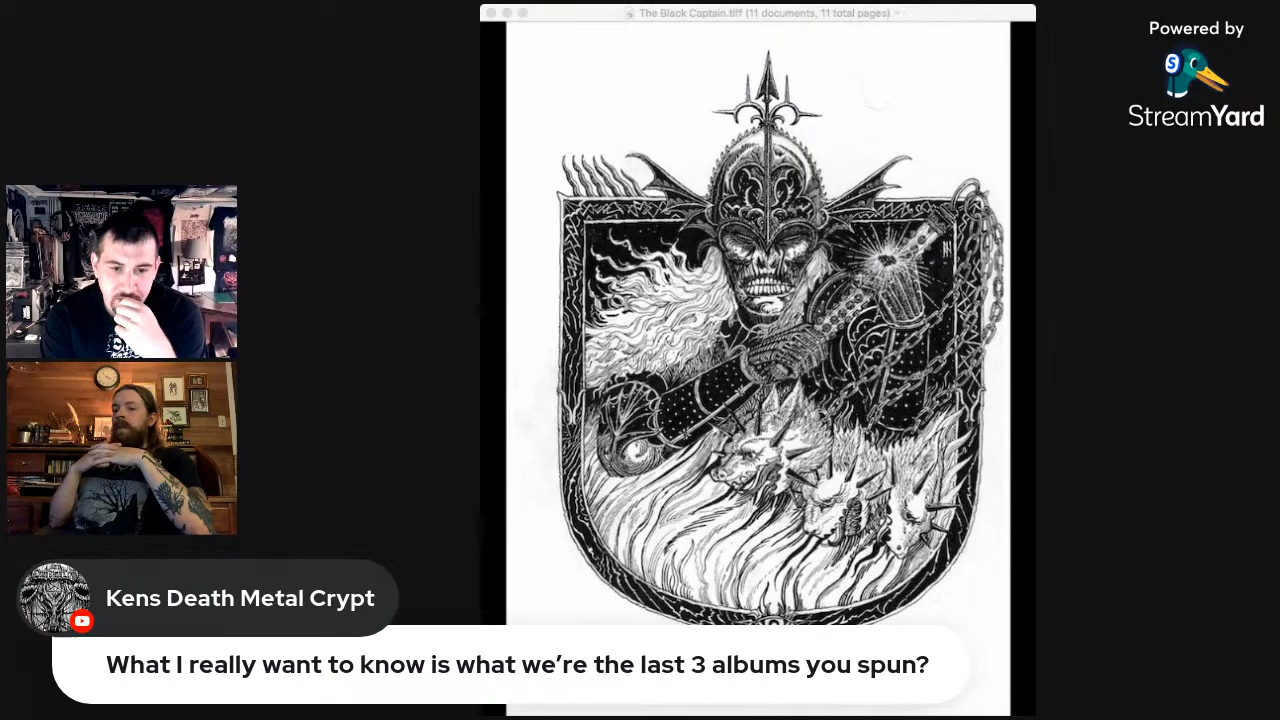 The Black Captain.tiff (11 documents, 11 total pages)
Powered by
S
StreamYard
Kens Death Metal Crypt
What I really want to know is what we’re the last 3 albums you spun?